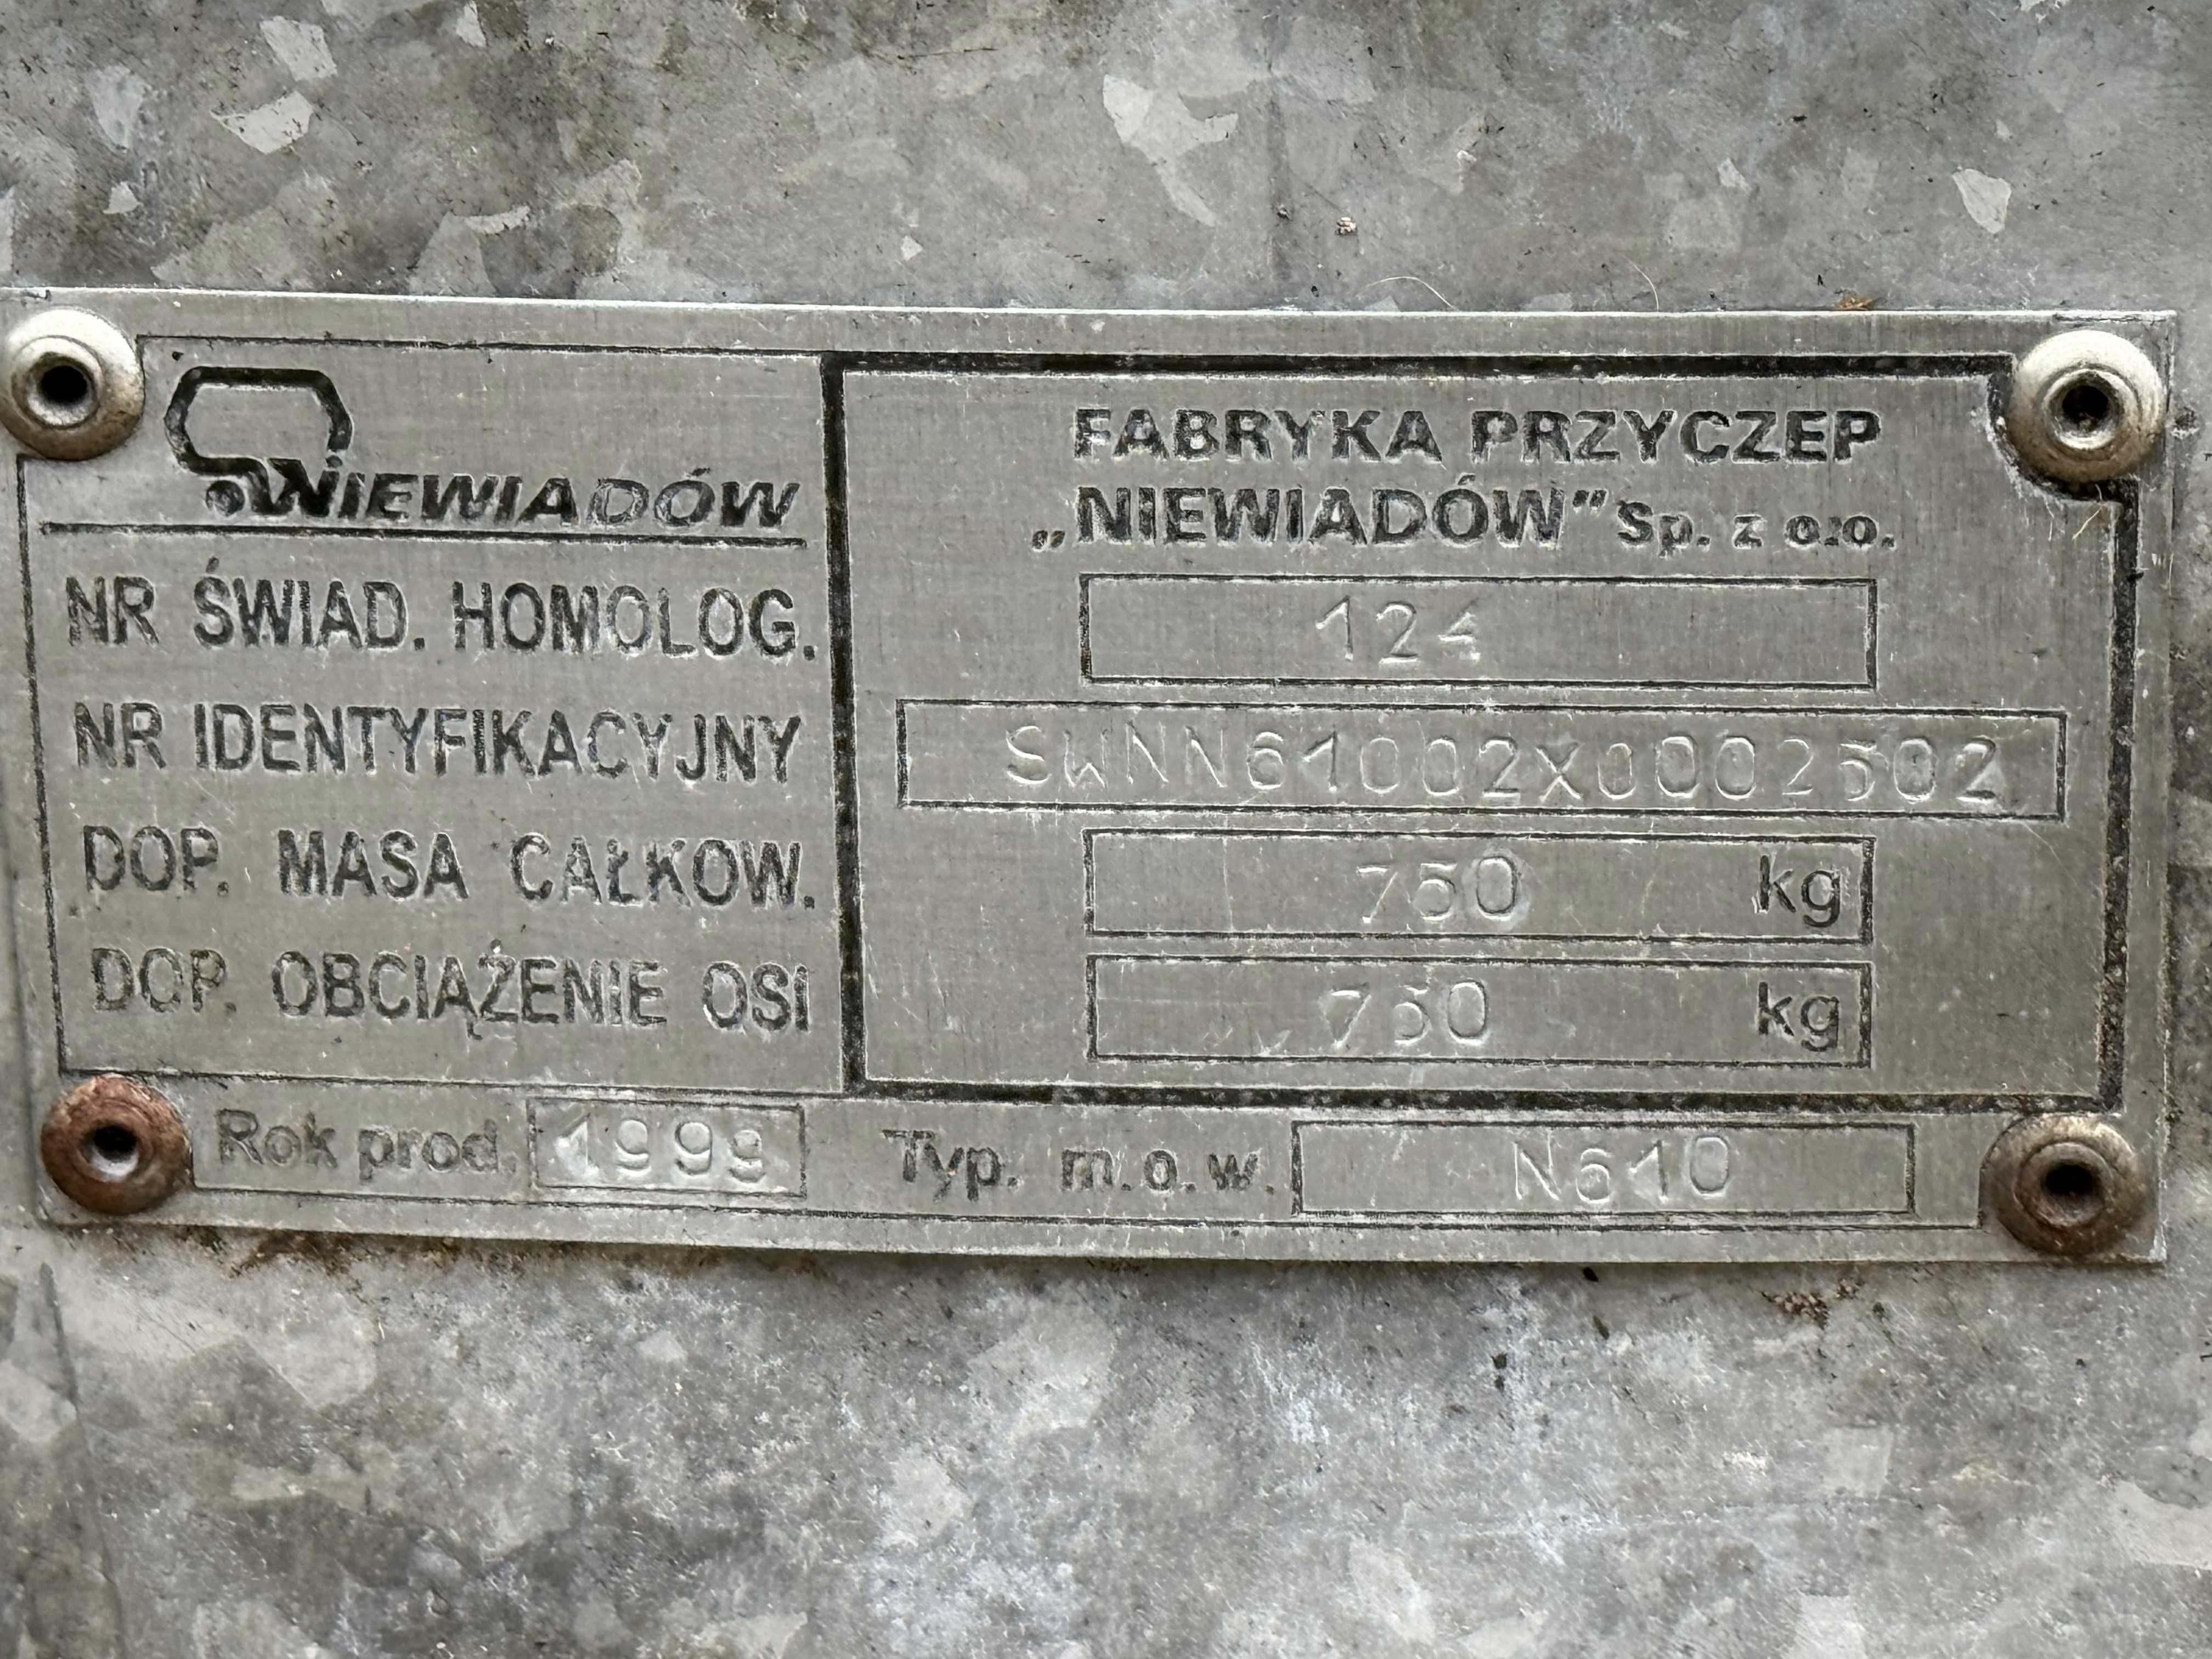 NIEWIADÓW
FABRYKA PRZYCZEP
„NIEWIADÓW” Sp. z o.o.
NR ŚWIAD. HOMOLOG. 124
NR IDENTYFIKACYJNY SWNN61002X0002502
DOP. MASA CAŁKOW. 750 kg
DOP. OBCIĄŻENIE OSI 750 kg
Rok prod. 1999 Typ. m.o.w. N610